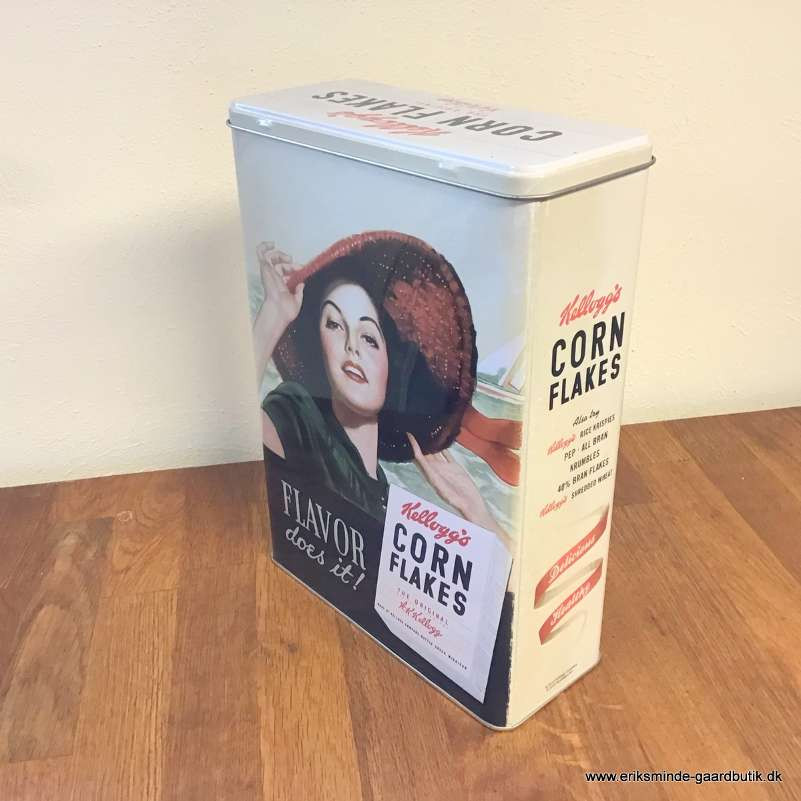 Kellogg's
CORN FLAKES
FLAVOR
does it!
Kellogg's
CORN
FLAKES
THE ORIGINAL
Kellogg's
CORN
FLAKES
Also try
Kellogg's RICE KRISPIES
PEP - ALL BRAN
KRUMBLES
40% BRAN FLAKES
Kellogg's SHREDDED WHEAT
Delicious
Healthy
www.eriksminde-gaardbutik.dk